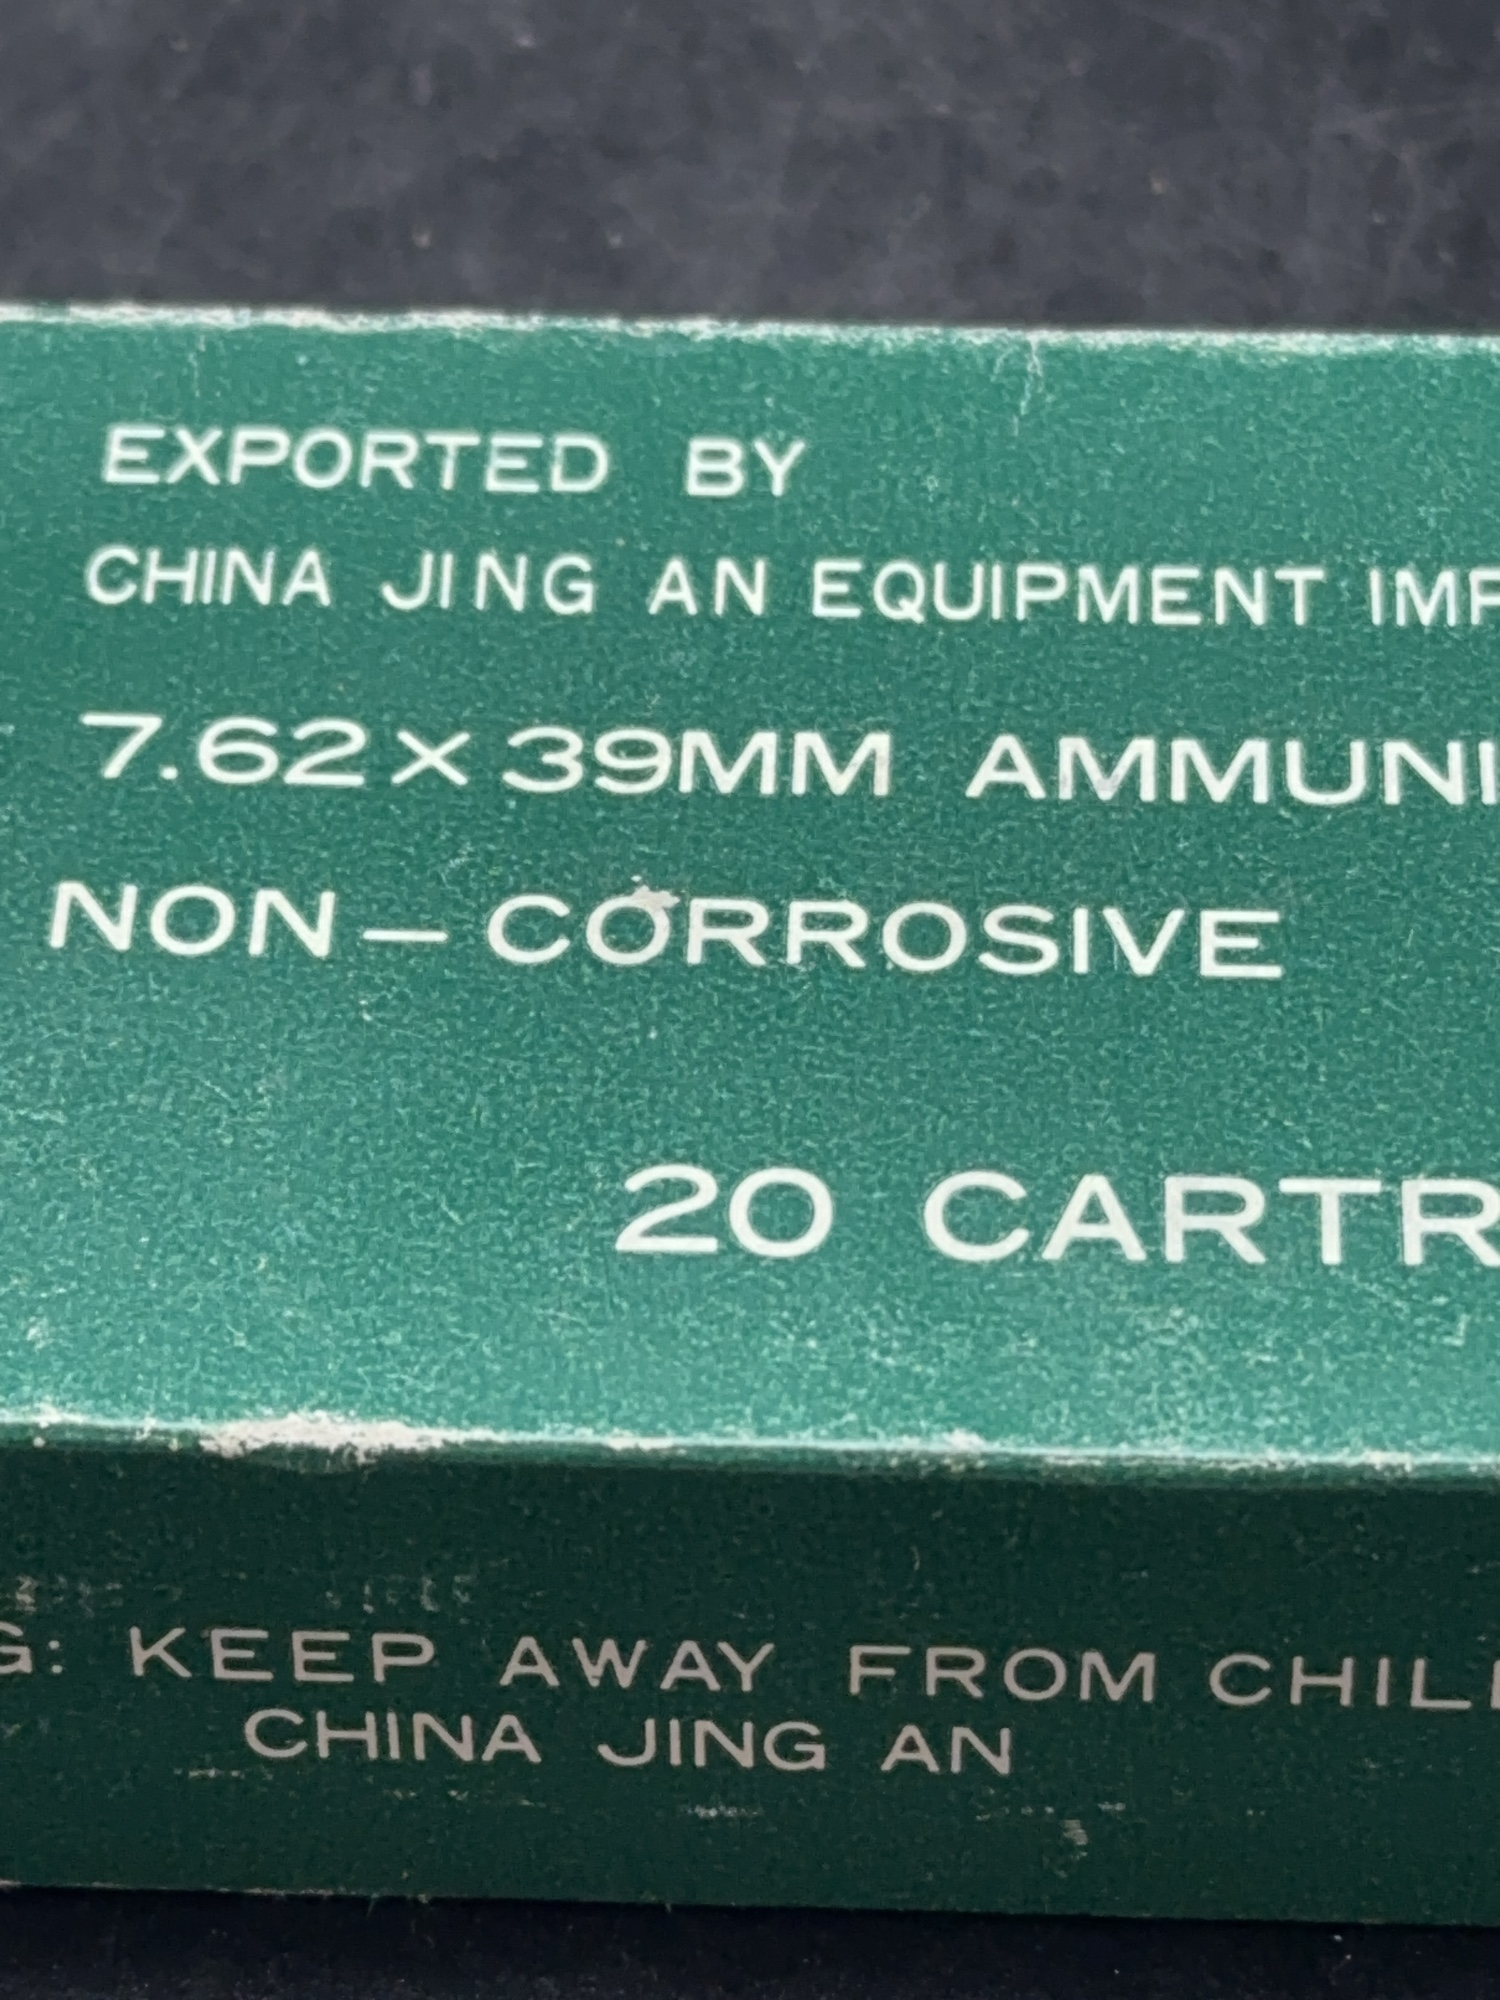 EXPORTED BY
CHINA JING AN EQUIPMENT IMP
7.62×39MM AMMUNI
NON-CORROSIVE
20 CARTR
G: KEEP AWAY FROM CHIL
CHINA JING AN